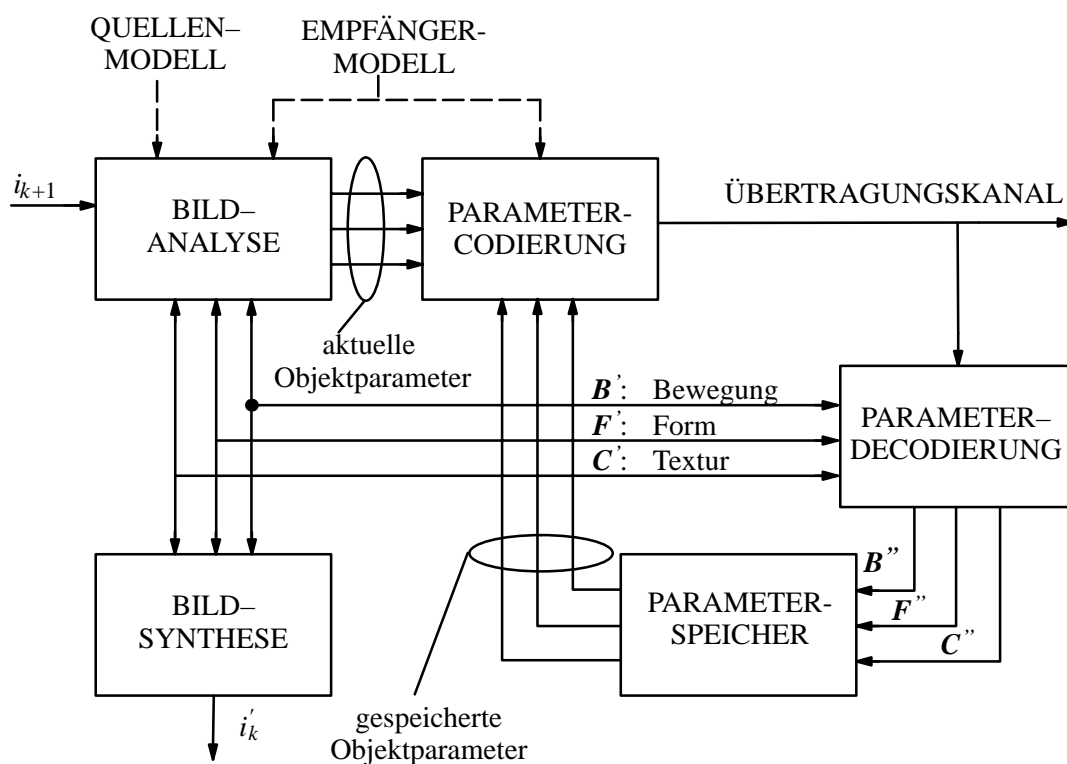 QUELLEN–
MODELL
EMPFÄNGER-
MODELL
i_{k+1}
BILD–
ANALYSE
PARAMETER-
CODIERUNG
ÜBERTRAGUNGSKANAL
aktuelle
Objektparameter
B': Bewegung
F': Form
C': Textur
PARAMETER–
DECODIERUNG
BILD–
SYNTHESE
PARAMETER-
SPEICHER
B”
F”
C”
i'_k
gespeicherte
Objektparameter